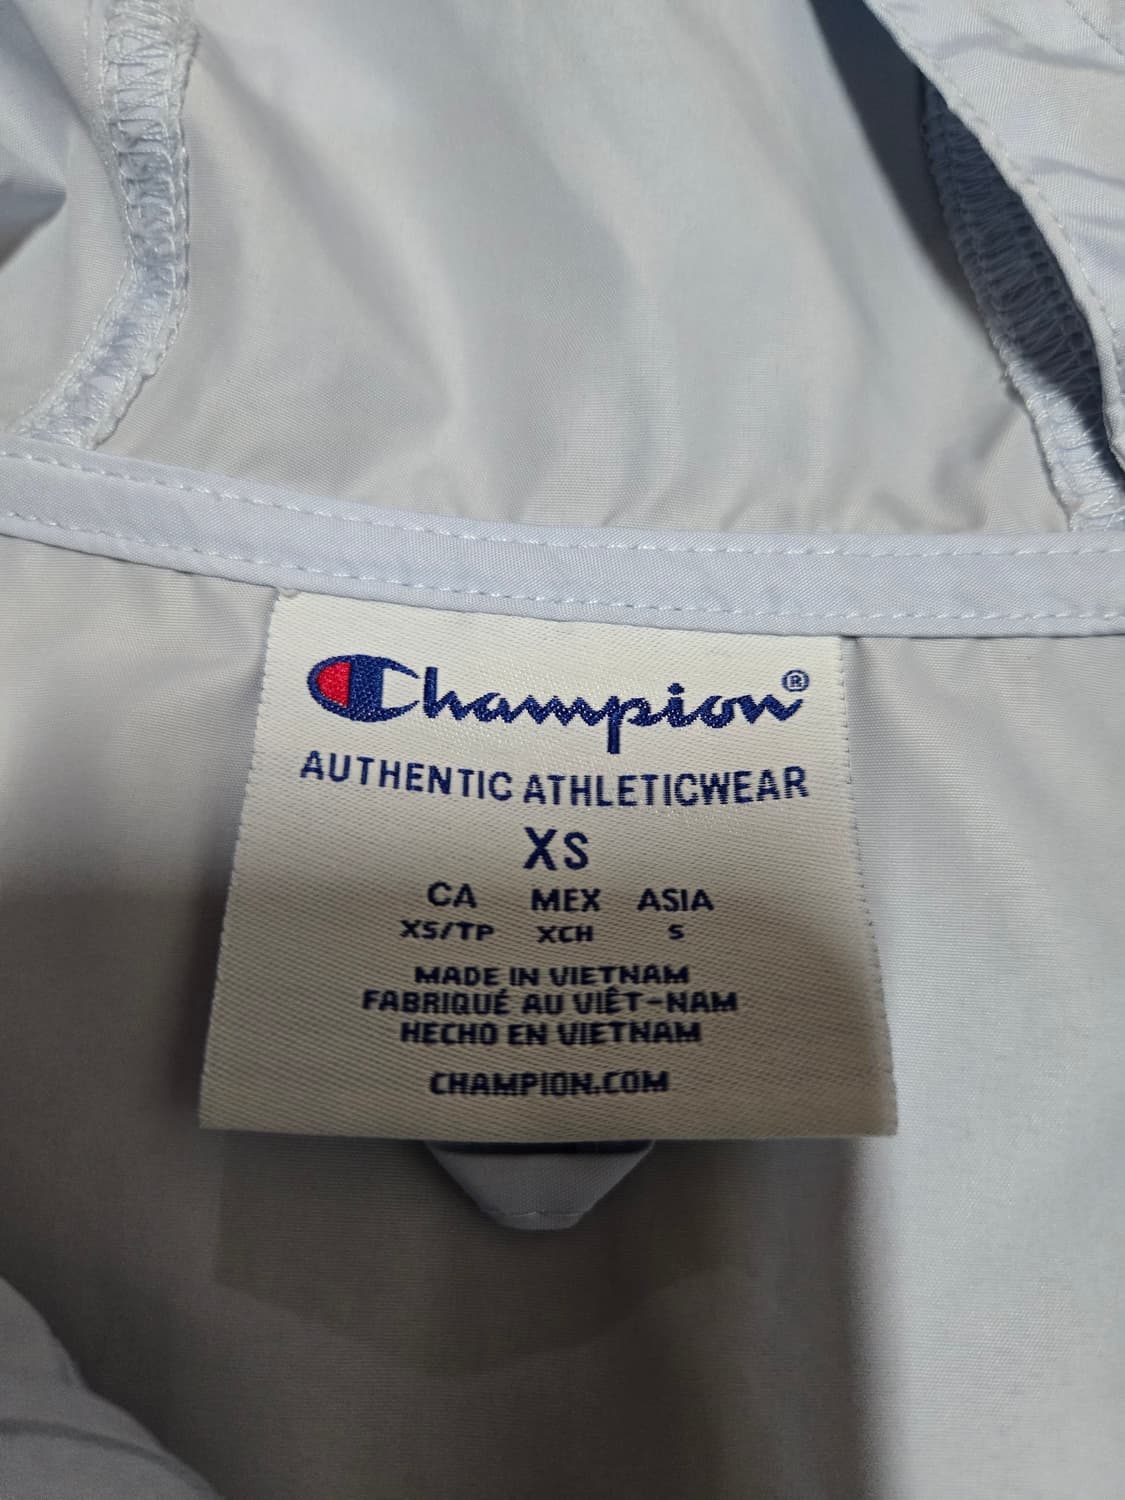 Champion®
AUTHENTIC ATHLETICWEAR
XS
CA MEX ASIA
XS/TP XCH S
MADE IN VIETNAM
FABRIQUÉ AU VIÊT-NAM
HECHO EN VIETNAM
CHAMPION.COM